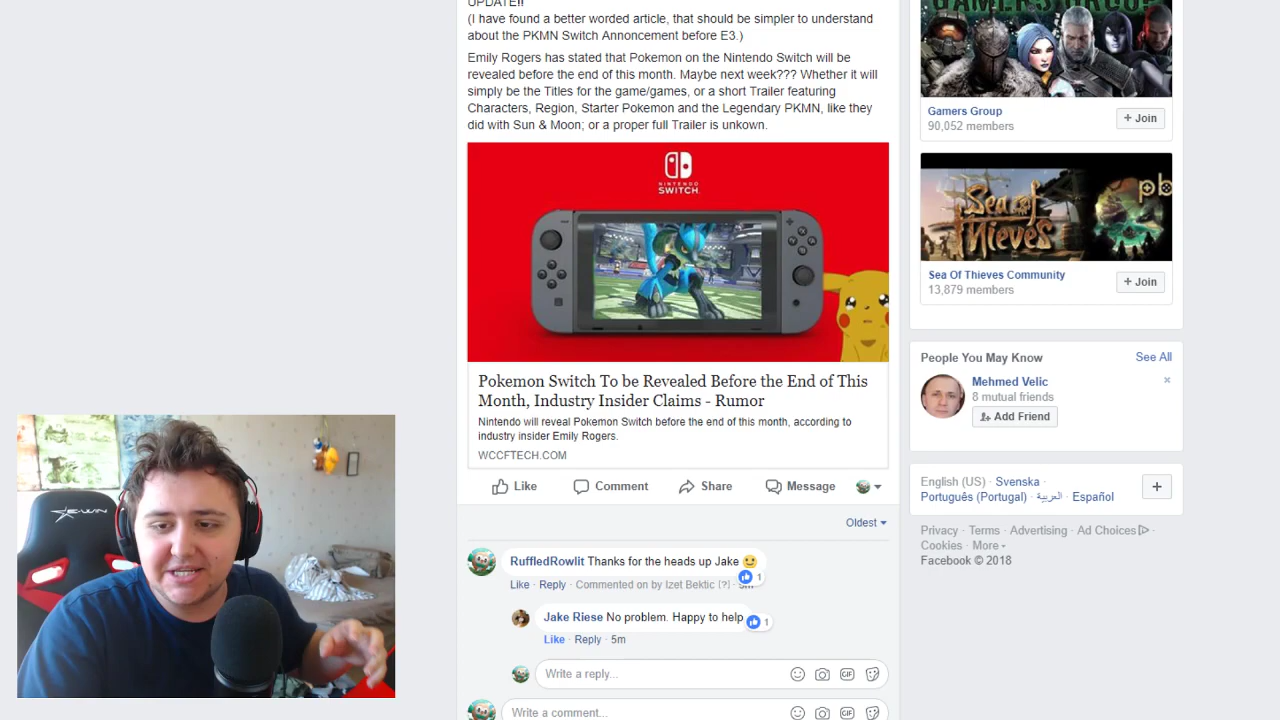 UPDATE!!
(I have found a better worded article, that should be simpler to understand
about the PKMN Switch Annoncement before E3.)
Emily Rogers has stated that Pokemon on the Nintendo Switch will be
revealed before the end of this month. Maybe next week??? Whether it will
simply be the Titles for the game/games, or a short Trailer featuring
Characters, Region, Starter Pokemon and the Legendary PKMN, like they
did with Sun & Moon; or a proper full Trailer is unkown.
NINTENDO
SWITCH
Pokemon Switch To be Revealed Before the End of This
Month, Industry Insider Claims - Rumor
Nintendo will reveal Pokemon Switch before the end of this month, according to
industry insider Emily Rogers.
WCCFTECH.COM
Like Comment Share Message
Oldest
RuffledRowlit Thanks for the heads up Jake
1
Like · Reply · Commented on by Izet Bektic [?] ·
Jake Riese No problem. Happy to help
1
Like · Reply · 5m
Write a reply...
GIF
Write a comment...
GIF
GAMERS GROUP
Gamers Group
90,052 members
+ Join
Sea of
Thieves
pb
Sea Of Thieves Community
13,879 members
+ Join
People You May Know
See All
Mehmed Velic
8 mutual friends
Add Friend
English (US) · Svenska ·
Português (Portugal) · العربية · Español
+
Privacy · Terms · Advertising · Ad Choices ·
Cookies · More
Facebook © 2018
E-WIN